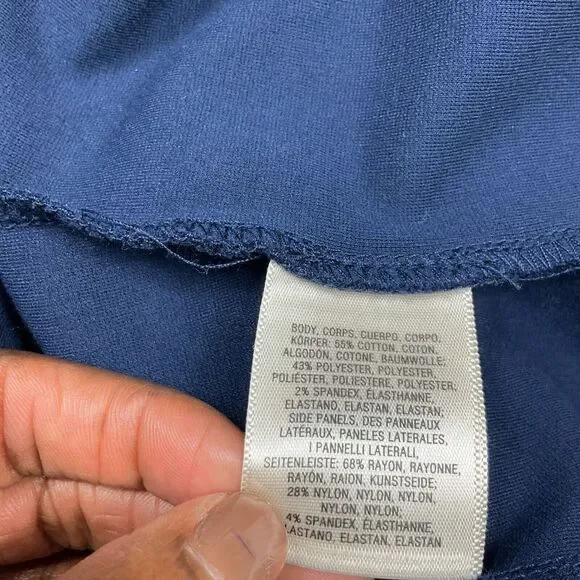 BODY, CORPS, CUERPO, CORPO,
KÖRPER: 55% COTTON, COTON,
ALGODÓN, COTONE, BAUMWOLLE;
43% POLYESTER, POLYESTER,
POLIÉSTER, POLIESTERE, POLYESTER;
2% SPANDEX, ÉLASTHANNE,
ELASTANO, ELASTAN, ELASTAN;
SIDE PANELS, DES PANNEAUX
LATÉRAUX, PANELES LATERALES,
I PANNELLI LATERALI,
SEITENLEISTE: 68% RAYON, RAYONNE,
RAYÓN, RAION, KUNSTSEIDE;
28% NYLON, NYLON, NYLON,
NYLON, NYLON;
4% SPANDEX, ÉLASTHANNE,
ELASTANO, ELASTAN, ELASTAN